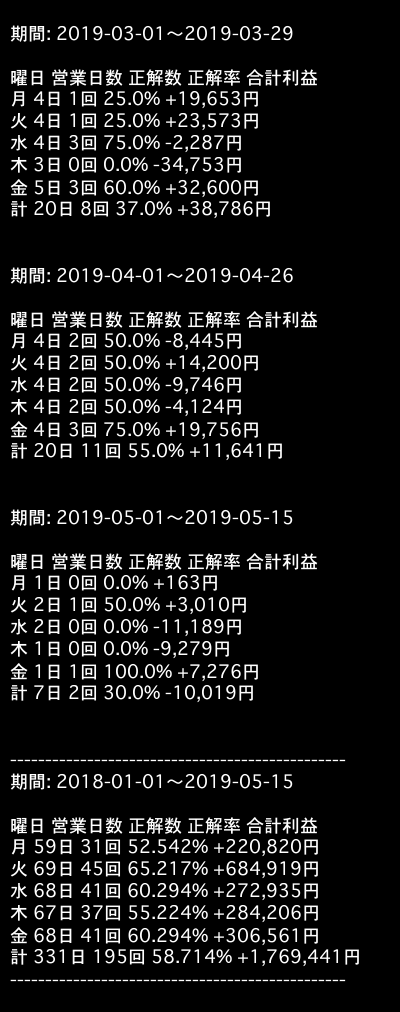 期間: 2019-03-01〜2019-03-29
曜日 営業日数 正解数 正解率 合計利益
月 4日 1回 25.0% +19,653円
火 4日 1回 25.0% +23,573円
水 4日 3回 75.0% -2,287円
木 3日 0回 0.0% -34,753円
金 5日 3回 60.0% +32,600円
計 20日 8回 37.0% +38,786円
期間: 2019-04-01〜2019-04-26
曜日 営業日数 正解数 正解率 合計利益
月 4日 2回 50.0% -8,445円
火 4日 2回 50.0% +14,200円
水 4日 2回 50.0% -9,746円
木 4日 2回 50.0% -4,124円
金 4日 3回 75.0% +19,756円
計 20日 11回 55.0% +11,641円
期間: 2019-05-01〜2019-05-15
曜日 営業日数 正解数 正解率 合計利益
月 1日 0回 0.0% +163円
火 2日 1回 50.0% +3,010円
水 2日 0回 0.0% -11,189円
木 1日 0回 0.0% -9,279円
金 1日 1回 100.0% +7,276円
計 7日 2回 30.0% -10,019円
------------------------------------------------
期間: 2018-01-01〜2019-05-15
曜日 営業日数 正解数 正解率 合計利益
月 59日 31回 52.542% +220,820円
火 69日 45回 65.217% +684,919円
水 68日 41回 60.294% +272,935円
木 67日 37回 55.224% +284,206円
金 68日 41回 60.294% +306,561円
計 331日 195回 58.714% +1,769,441円
------------------------------------------------